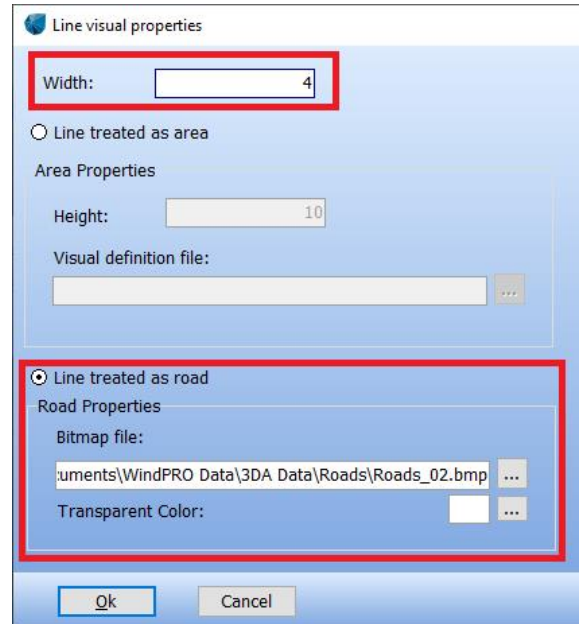 Line visual properties
Width: 4
Line treated as area
Area Properties
Height: 10
Visual definition file:
...
Line treated as road
Road Properties
Bitmap file:
:uments\WindPRO Data\3DA Data\Roads\Roads_02.bmp ...
Transparent Color: ...
Ok Cancel